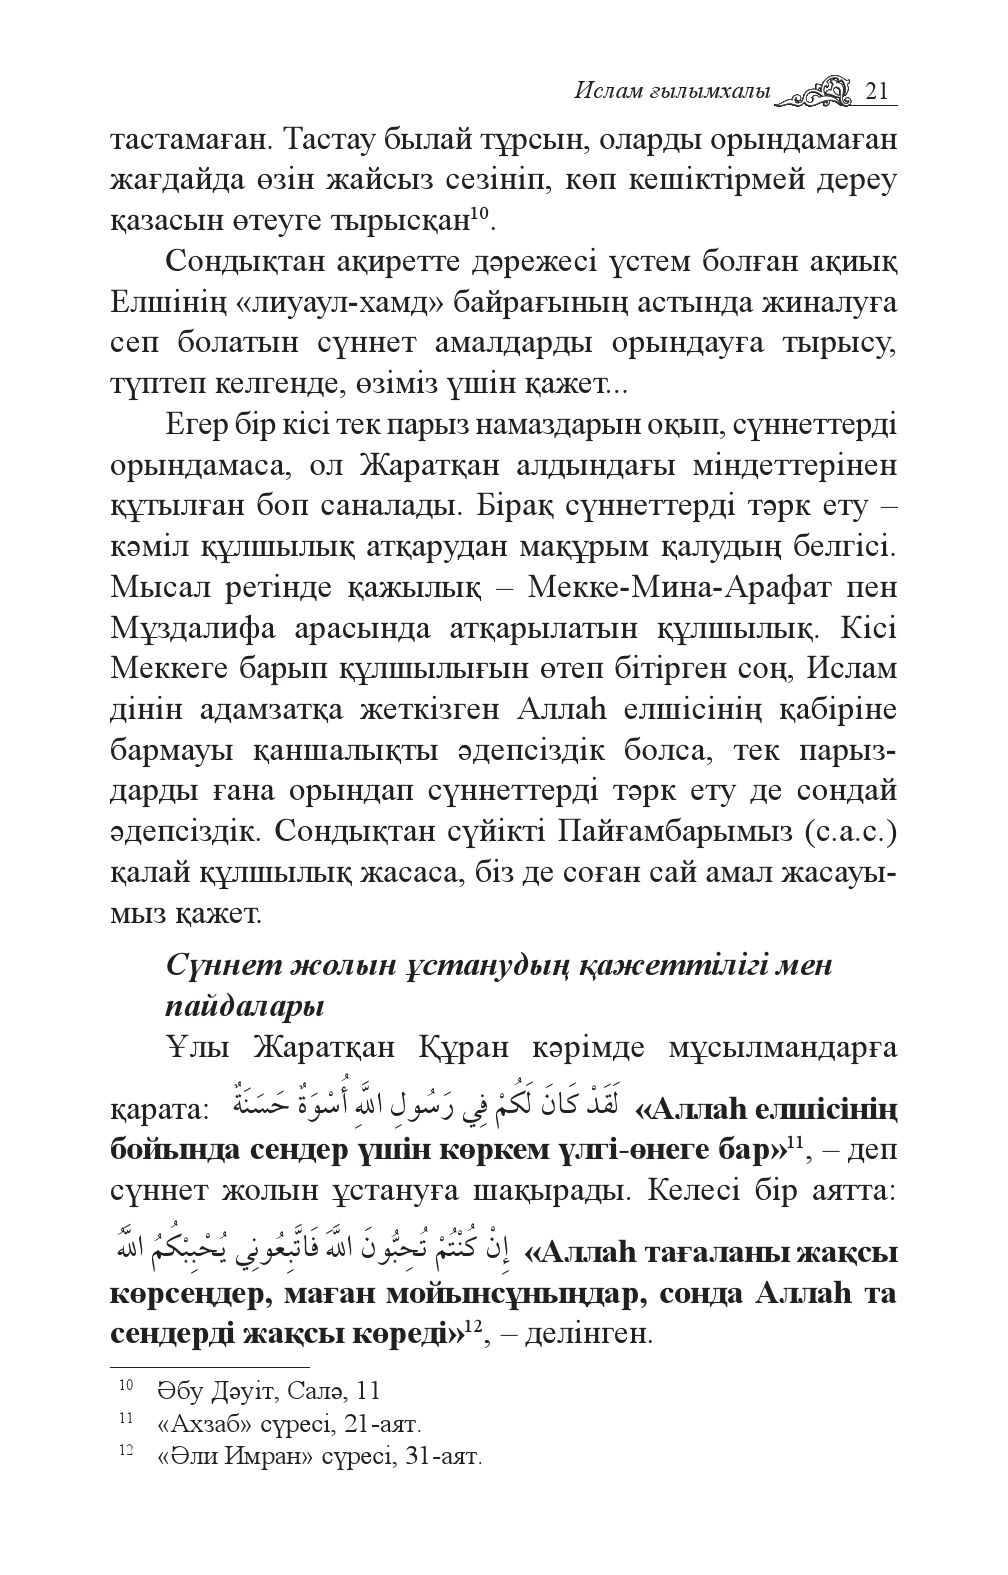 Ислам ғылымхалы 21
тастамаған. Тастау былай тұрсын, оларды орындамаған
жағдайда өзін жайсыз сезініп, көп кешіктірмей дереу
қазасын өтеуге тырысқан¹⁰.
Сондықтан ақиретте дәрежесі үстем болған ақиық
Елшінің «лиуаул-хамд» байрағының астында жиналуға
сеп болатын сүннет амалдарды орындауға тырысу,
түптеп келгенде, өзіміз үшін қажет...
Егер бір кісі тек парыз намаздарын оқып, сүннеттерді
орындамаса, ол Жаратқан алдындағы міндеттерінен
құтылған боп саналады. Бірақ сүннеттерді тәрк ету –
кәміл құлшылық атқарудан мақұрым қалудың белгісі.
Мысал ретінде қажылық – Мекке-Мина-Арафат пен
Мұздалифа арасында атқарылатын құлшылық. Кісі
Меккеге барып құлшылығын өтеп бітірген соң, Ислам
дінін адамзатқа жеткізген Аллаһ елшісінің қабіріне
бармауы қаншалықты әдепсіздік болса, тек парыз-
дарды ғана орындап сүннеттерді тәрк ету де сондай
әдепсіздік. Сондықтан сүйікті Пайғамбарымыз (с.а.с.)
қалай құлшылық жасаса, біз де соған сай амал жасауы-
мыз қажет.
Сүннет жолын ұстанудың қажеттілігі мен
пайдалары
Ұлы Жаратқан Құран кәрімде мұсылмандарға
қарата: لَقَدْ كَانَ لَكُمْ فِي رَسُولِ اللَّهِ أُسْوَةٌ حَسَنَةٌ «Аллаһ елшісінің
бойында сендер үшін көркем үлгі-өнеге бар»¹¹, – деп
сүннет жолын ұстануға шақырады. Келесі бір аятта:
إِنْ كُنْتُمْ تُحِبُّونَ اللَّهَ فَاتَّبِعُونِي يُحْبِبْكُمُ اللَّهُ «Аллаһ тағаланы жақсы
көрсеңдер, маған мойынсұныңдар, сонда Аллаһ та
сендерді жақсы көреді»¹², – делінген.
¹⁰ Әбу Дәуіт, Салә, 11
¹¹ «Ахзаб» сүресі, 21-аят.
¹² «Әли Имран» сүресі, 31-аят.